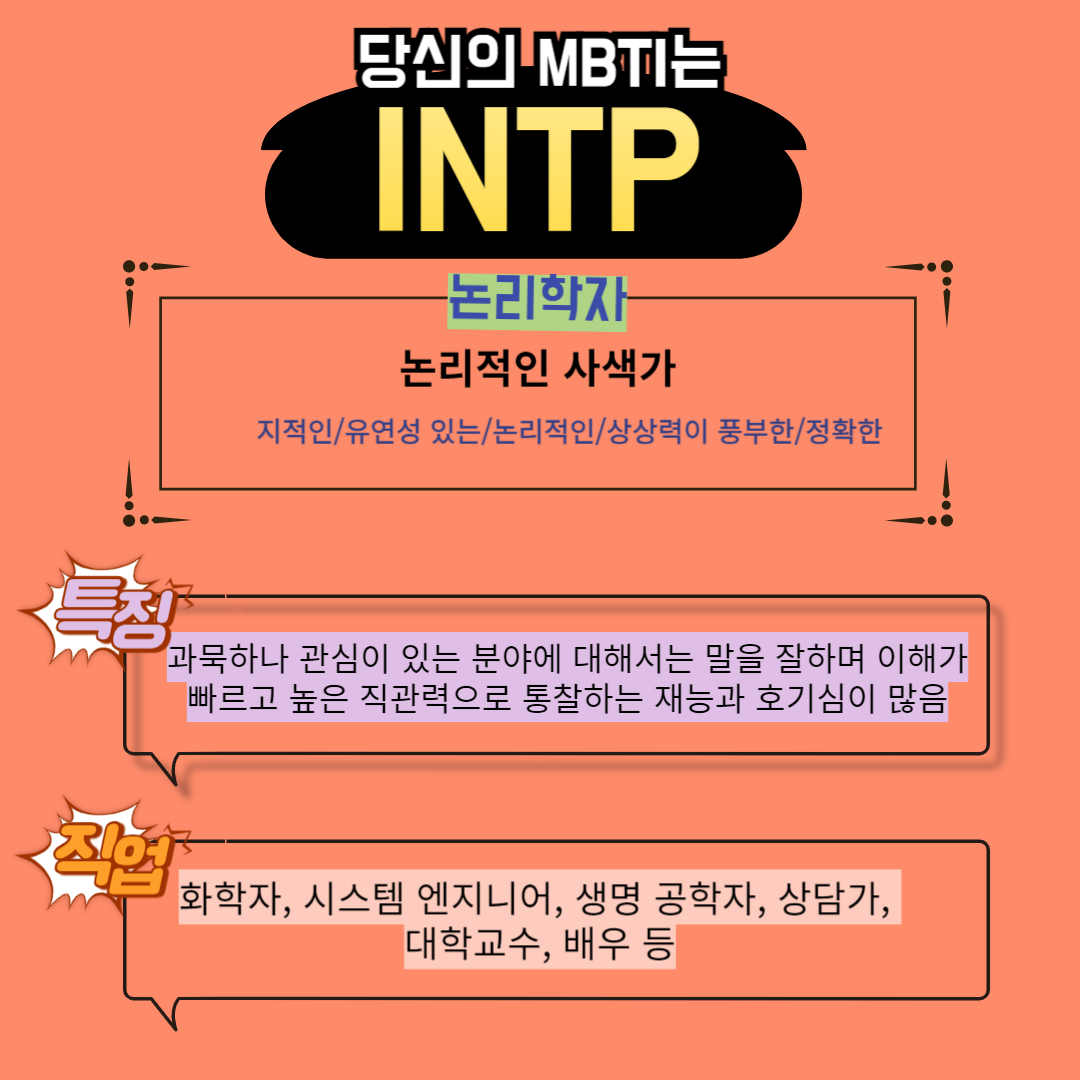 당신의 MBTI는
INTP
논리학자
논리적인 사색가
지적인/유연성 있는/논리적인/상상력이 풍부한/정확한
특징
과묵하나 관심이 있는 분야에 대해서는 말을 잘하며 이해가
빠르고 높은 직관력으로 통찰하는 재능과 호기심이 많음
직업
화학자, 시스템 엔지니어, 생명 공학자, 상담가,
대학교수, 배우 등